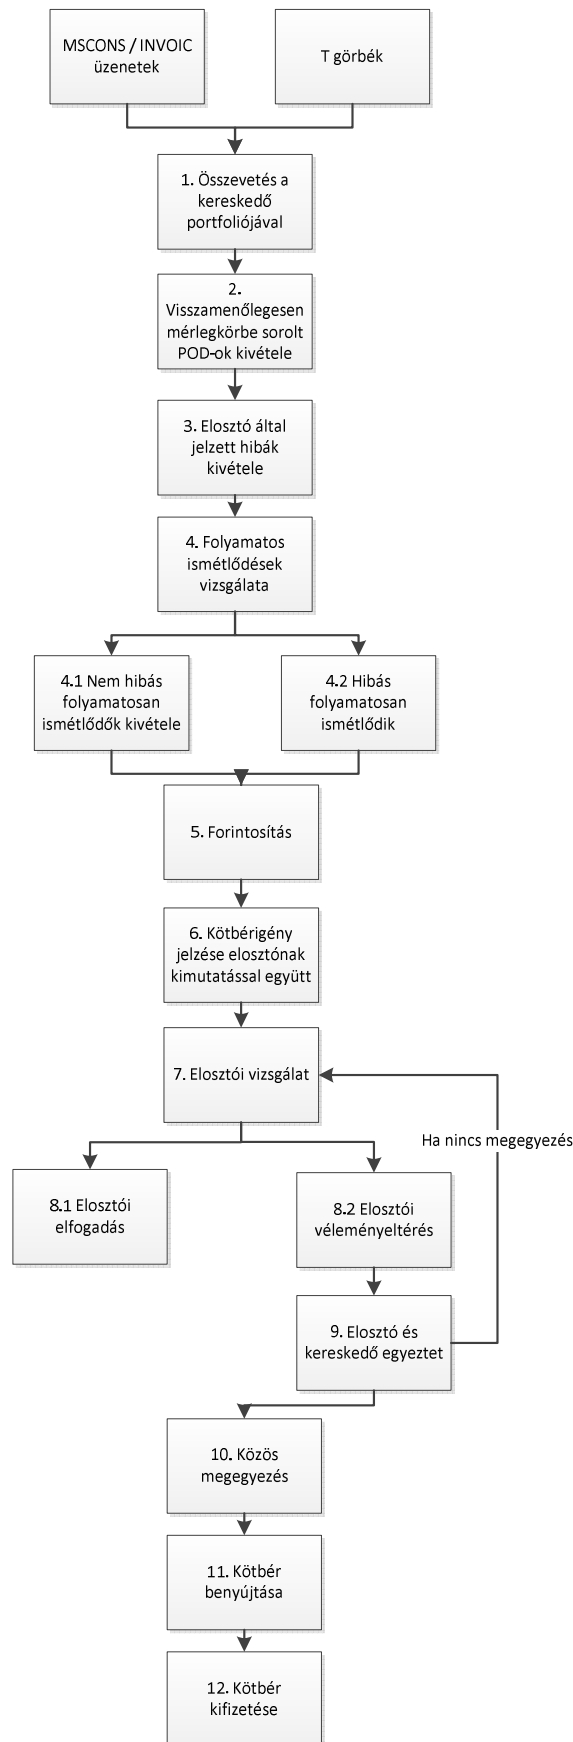 MSCONS / INVOIC
üzenetek
T görbék
1. Összevetés a
kereskedő
portfoliójával
2.
Visszamenőlegesen
mérlegkörbe sorolt
POD-ok kivétele
3. Elosztó által
jelzett hibák
kivétele
4. Folyamatos
ismétlődések
vizsgálata
4.1 Nem hibás
folyamatosan
ismétlődők kivétele
4.2 Hibás
folyamatosan
ismétlődik
5. Forintosítás
6. Kötbérigény
jelzése elosztónak
kimutatással együtt
7. Elosztói vizsgálat
Ha nincs megegyezés
8.1 Elosztói
elfogadás
8.2 Elosztói
véleményeltérés
9. Elosztó és
kereskedő egyeztet
10. Közös
megegyezés
11. Kötbér
benyújtása
12. Kötbér
kifizetése